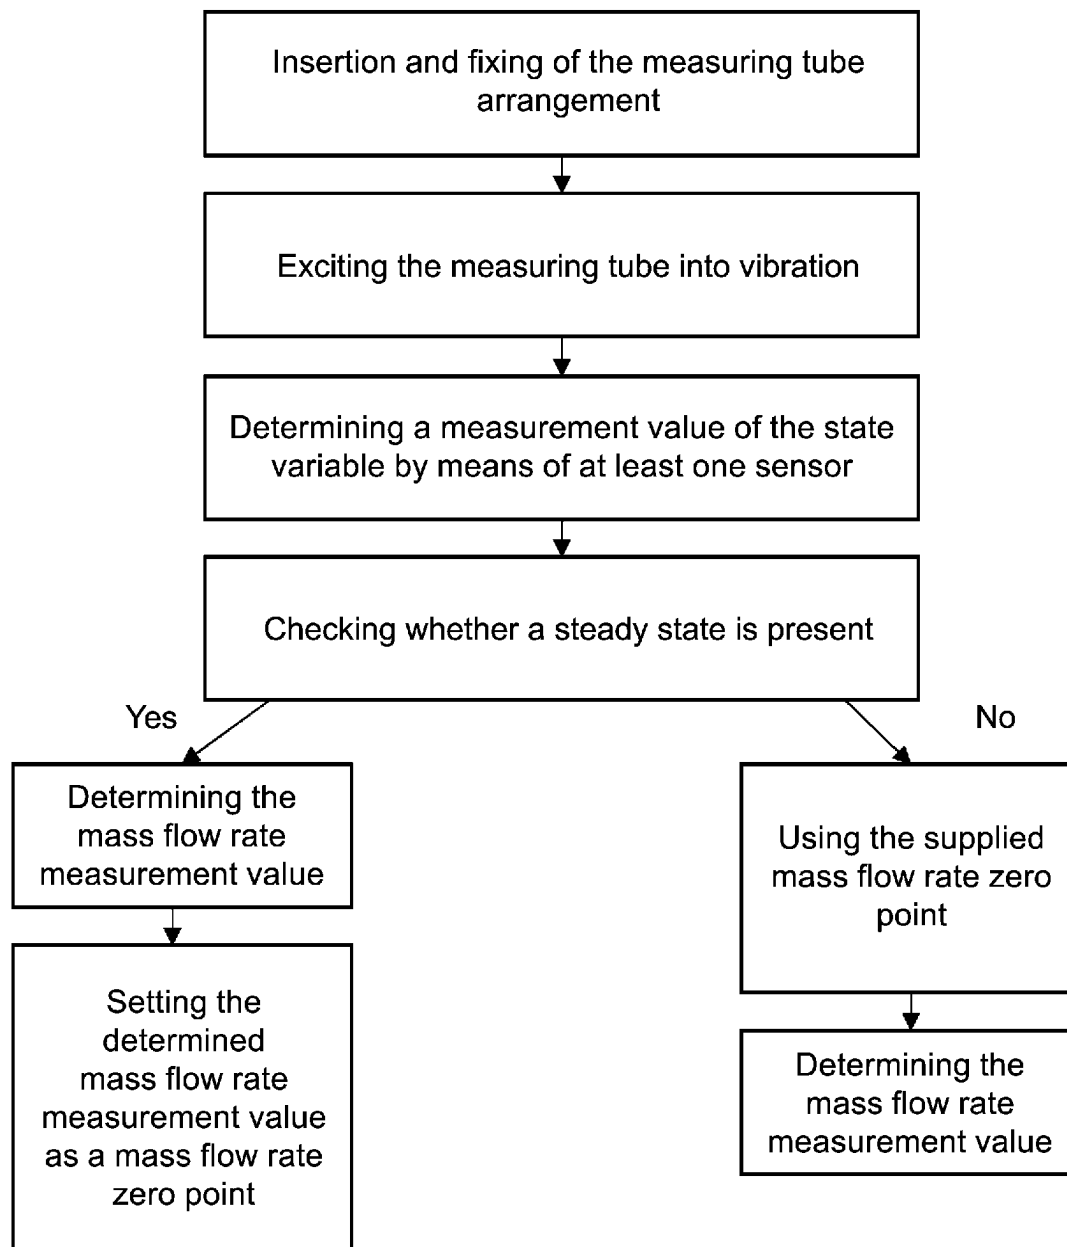 Insertion and fixing of the measuring tube
arrangement
Exciting the measuring tube into vibration
Determining a measurement value of the state
variable by means of at least one sensor
Checking whether a steady state is present
Yes
No
Determining the
mass flow rate
measurement value
Using the supplied
mass flow rate zero
point
Setting the
determined
mass flow rate
measurement value
as a mass flow rate
zero point
Determining the
mass flow rate
measurement value